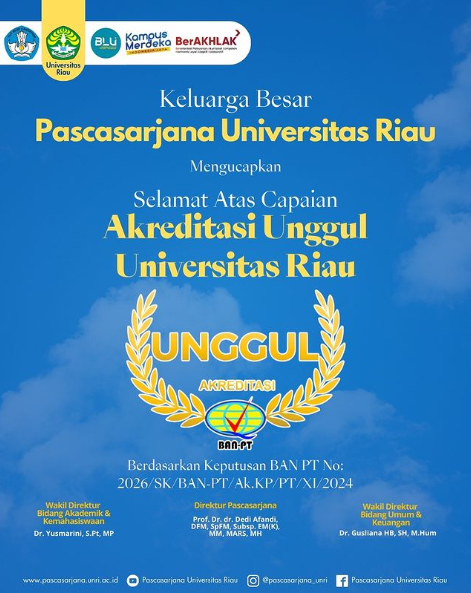 Universitas
Riau
BLU
Kampus
Merdeka
INDONESIA JAYA
BerAKHLAK
Keluarga Besar
Pascasarjana Universitas Riau
Mengucapkan
Selamat Atas Capaian
Akreditasi Unggul
Universitas Riau
UNGGUL
AKREDITASI
BAN-PT
Berdasarkan Keputusan BAN PT No:
2026/SK/BAN-PT/Ak.KP/PT/XI/2024
Wakil Direktur
Bidang Akademik &
Kemahasiswaan
Dr. Yusmarini, S.Pt, MP
Direktur Pascasarjana
Prof. Dr. dr. Dedi Afandi,
DFM, SpFM, Subsp. EM(K),
MM, MARS, MH
Wakil Direktur
Bidang Umum &
Keuangan
Dr. Gusliana HB, SH, M.Hum
www.pascasarjana.unri.ac.id
Pascasarjana Universitas Riau
@pascasarjana_unri
Pascasarjana Universitas Riau